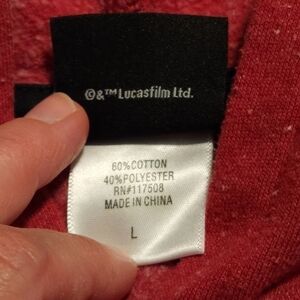 ©&™Lucasfilm Ltd.
60%COTTON
40%POLYESTER
RN#117508
MADE IN CHINA
L